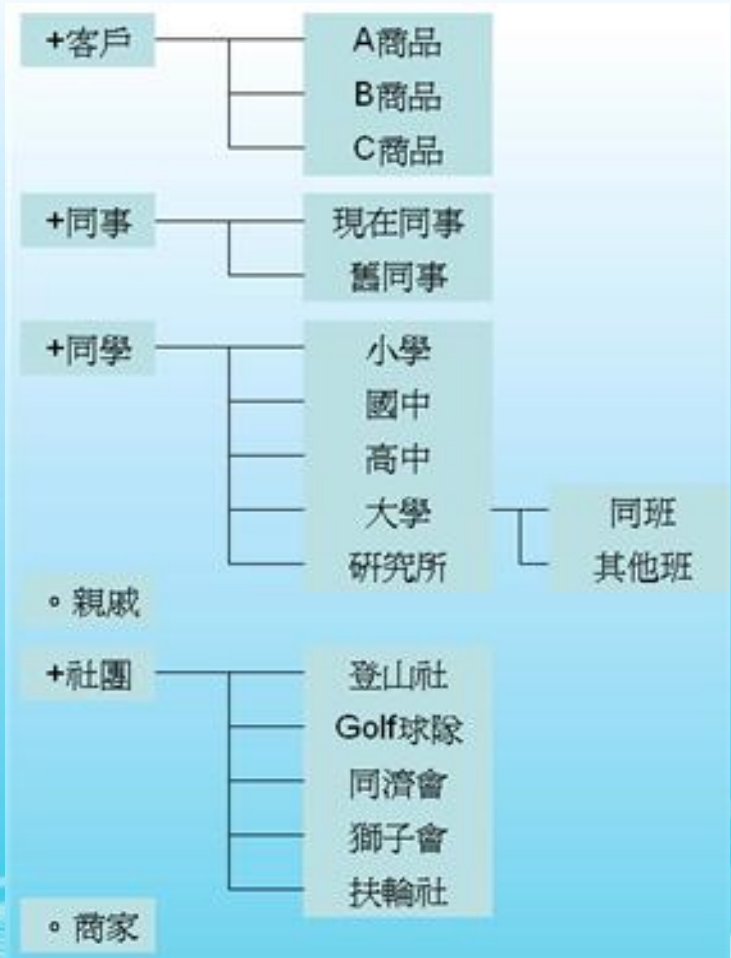 +客戶
A商品
B商品
C商品
+同事
現在同事
舊同事
+同學
小學
國中
高中
大學
同班
其他班
研究所
。親戚
+社團
登山社
Golf球隊
同濟會
獅子會
扶輪社
。商家